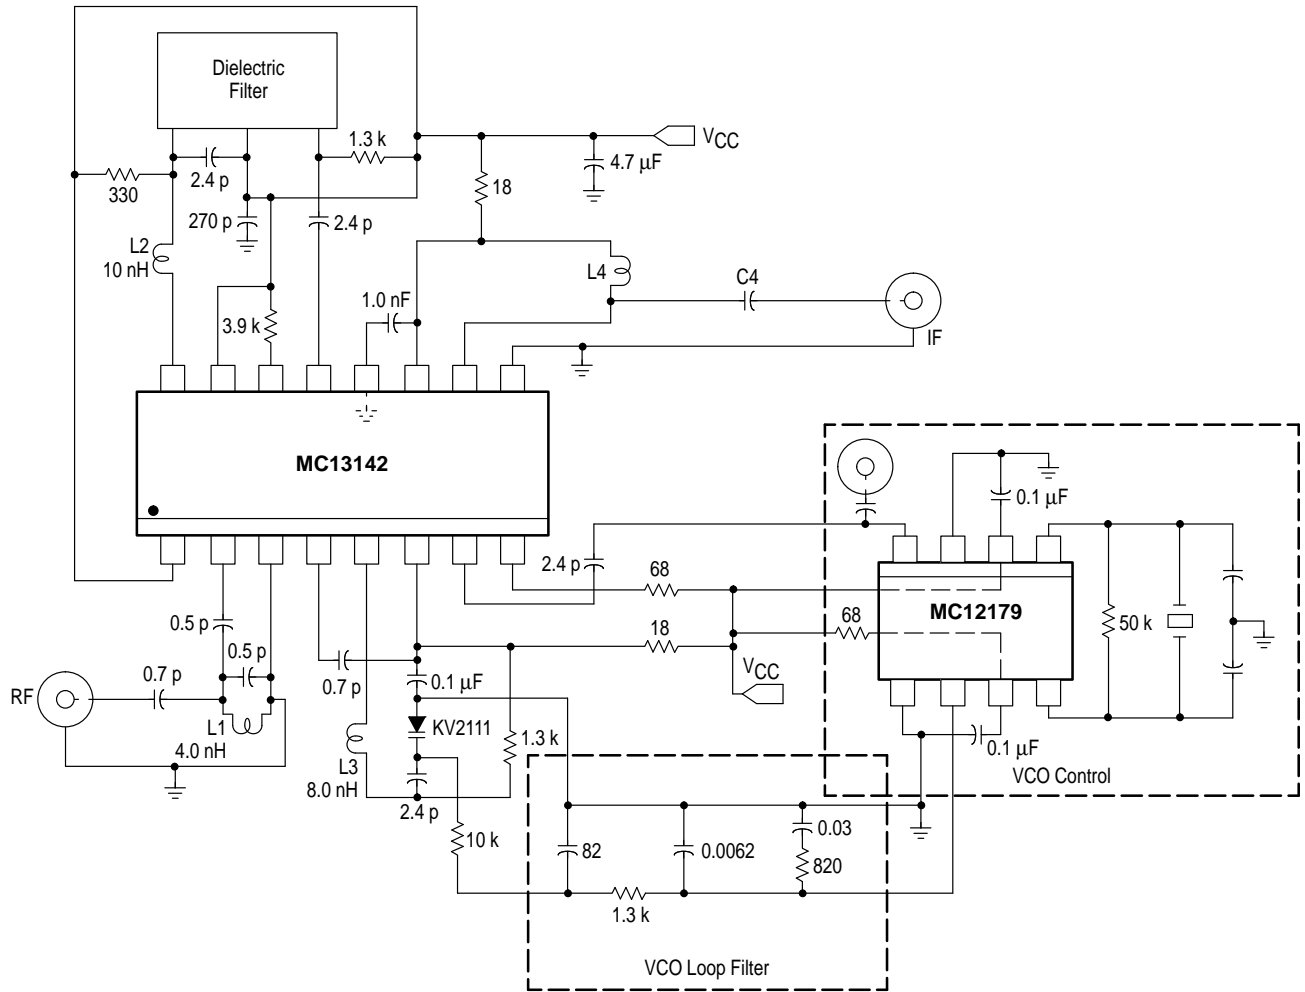 Dielectric
Filter
1.3 k
V_CC
4.7 µF
330
2.4 p
18
270 p
2.4 p
L2
10 nH
L4
C4
1.0 nF
3.9 k
IF
MC13142
0.1 µF
2.4 p
68
MC12179
0.5 p
68
50 k
18
0.5 p
RF
0.7 p
0.7 p
0.1 µF
V_CC
L1
4.0 nH
KV2111
1.3 k
0.1 µF
L3
8.0 nH
VCO Control
2.4 p
10 k
82
0.0062
0.03
820
1.3 k
VCO Loop Filter